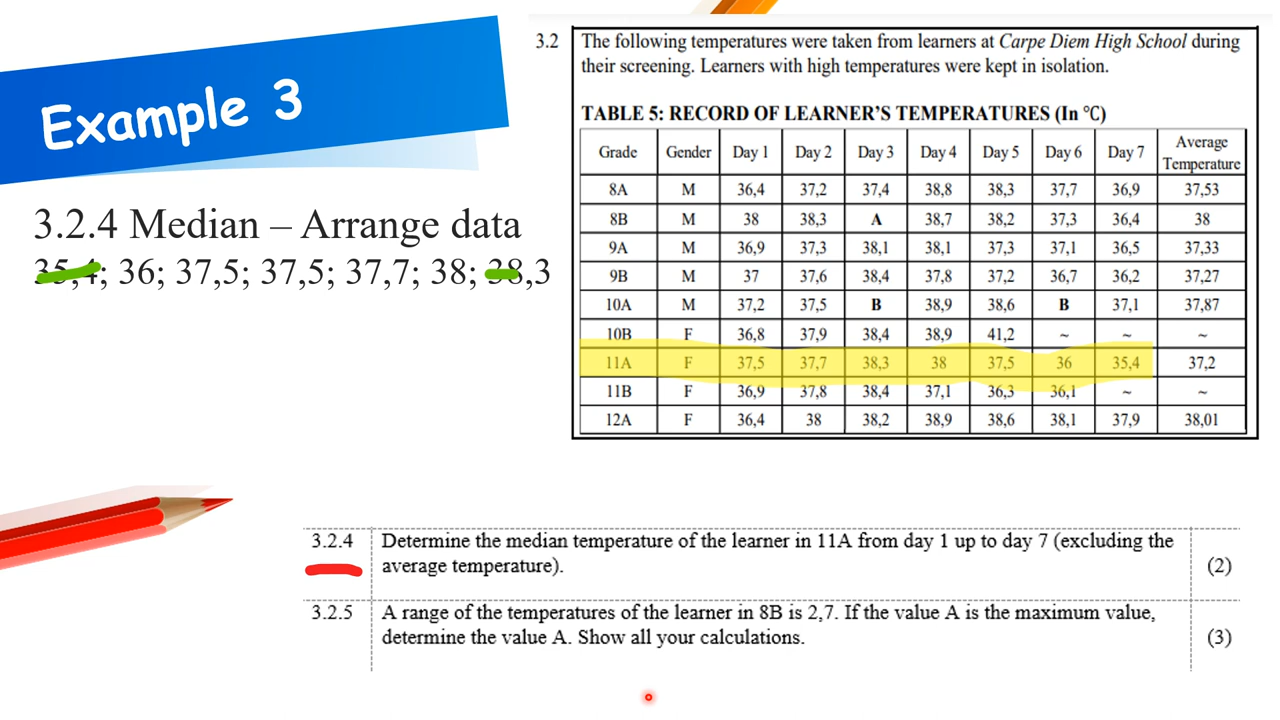 Example 3
3.2.4 Median – Arrange data
35,4; 36; 37,5; 37,5; 37,7; 38; 38,3
3.2 The following temperatures were taken from learners at Carpe Diem High School during
their screening. Learners with high temperatures were kept in isolation.
TABLE 5: RECORD OF LEARNER'S TEMPERATURES (In °C)
Grade Gender Day 1 Day 2 Day 3 Day 4 Day 5 Day 6 Day 7 Average Temperature
8A M 36,4 37,2 37,4 38,8 38,3 37,7 36,9 37,53
8B M 38 38,3 A 38,7 38,2 37,3 36,4 38
9A M 36,9 37,3 38,1 38,1 37,3 37,1 36,5 37,33
9B M 37 37,6 38,4 37,8 37,2 36,7 36,2 37,27
10A M 37,2 37,5 B 38,9 38,6 B 37,1 37,87
10B F 36,8 37,9 38,4 38,9 41,2 ~ ~ ~
11A F 37,5 37,7 38,3 38 37,5 36 35,4 37,2
11B F 36,9 37,8 38,4 37,1 36,3 36,1 ~ ~
12A F 36,4 38 38,2 38,9 38,6 38,1 37,9 38,01
3.2.4 Determine the median temperature of the learner in 11A from day 1 up to day 7 (excluding the
average temperature). (2)
3.2.5 A range of the temperatures of the learner in 8B is 2,7. If the value A is the maximum value,
determine the value A. Show all your calculations. (3)